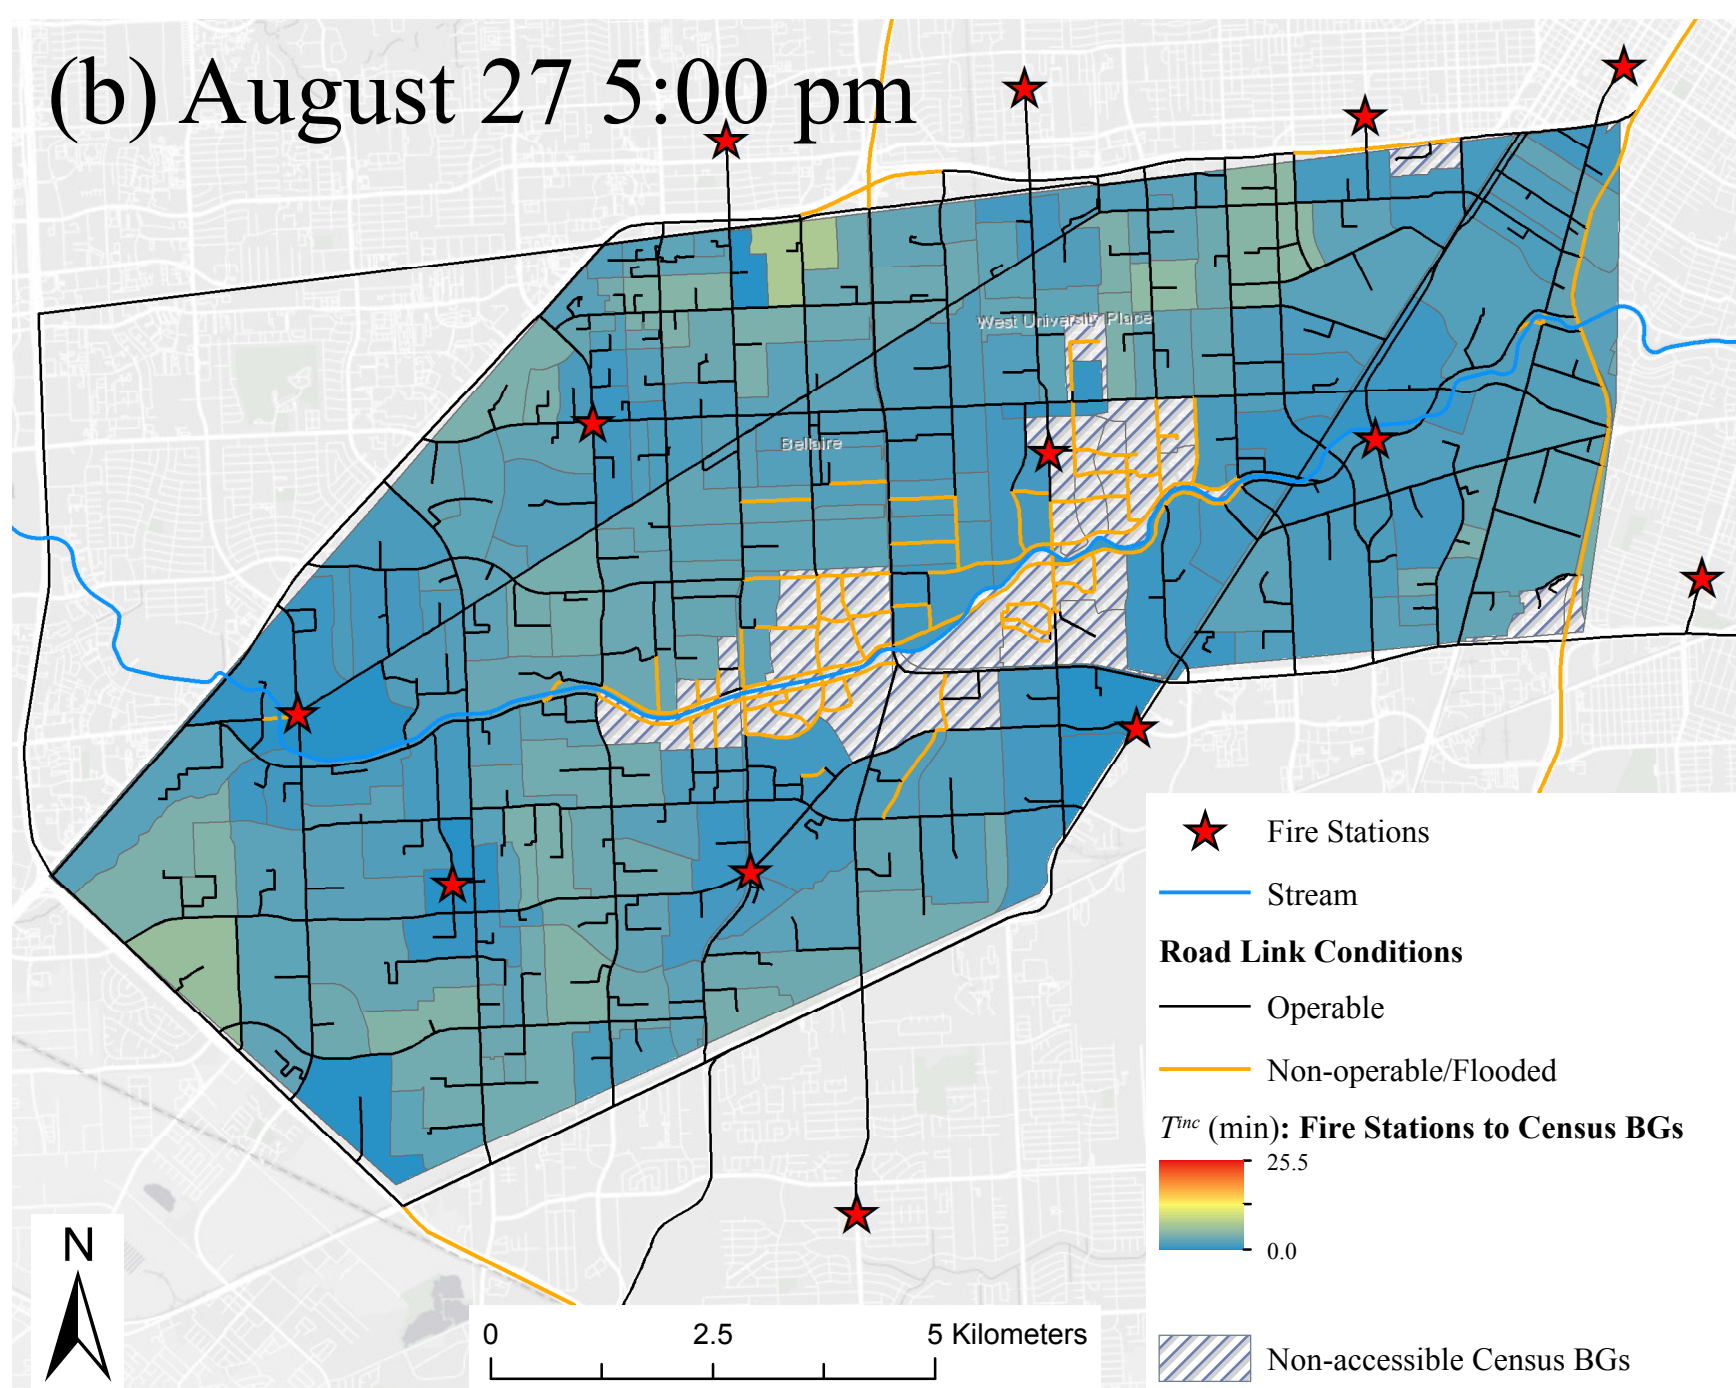 (b) August 27 5:00 pm
West University Place
Bellaire
Fire Stations
Stream
Road Link Conditions
Operable
Non-operable/Flooded
T^inc (min): Fire Stations to Census BGs
25.5
0.0
Non-accessible Census BGs
N
0 2.5 5 Kilometers